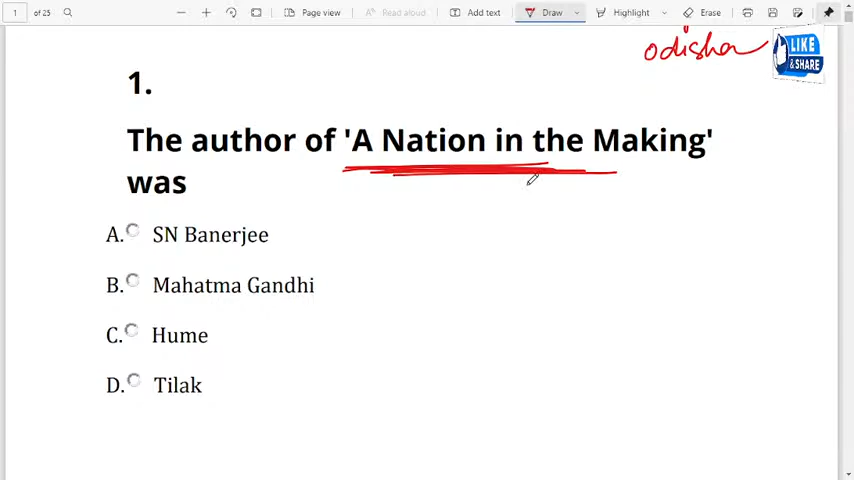 1 of 25 Page view Read aloud Add text Draw Highlight Erase
odisha
LIKE
& SHARE
1.
The author of 'A Nation in the Making'
was
A. SN Banerjee
B. Mahatma Gandhi
C. Hume
D. Tilak